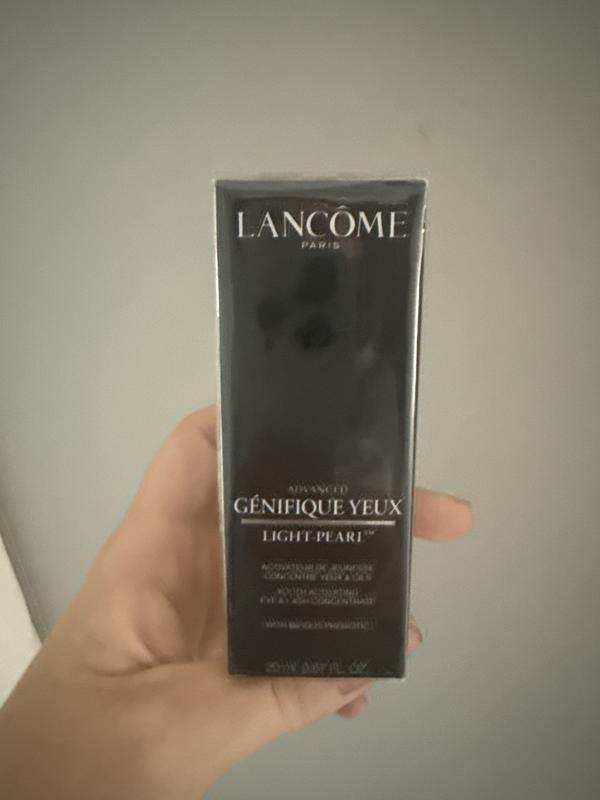 LANCÔME
PARIS
ADVANCED
GÉNIFIQUE YEUX
LIGHT-PEARL™
ACTIVATEUR DE JEUNESSE
CONCENTRÉ YEUX & CILS
YOUTH ACTIVATING
EYE & LASH CONCENTRATE
WITH BIFIDUS PREBIOTIC
20 ml 0.67 FL. OZ.